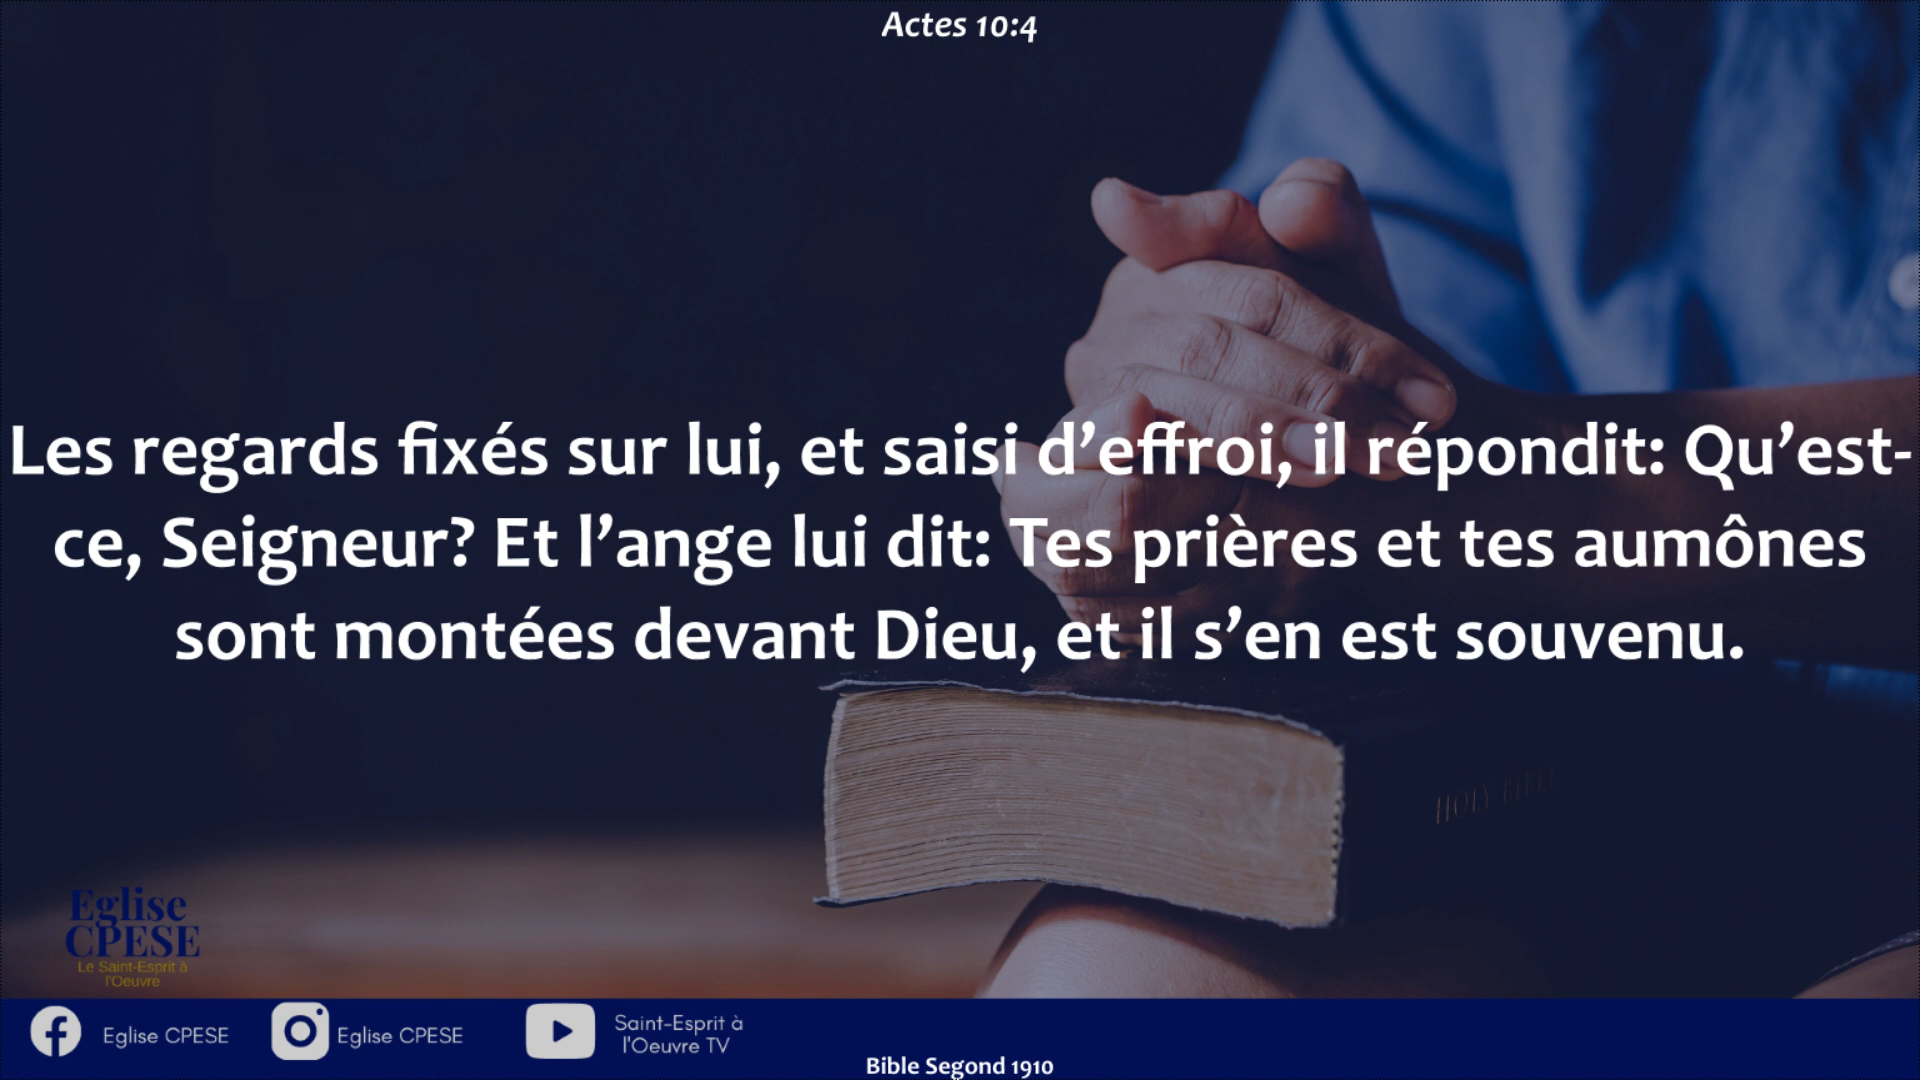 Actes 10:4
Les regards fixés sur lui, et saisi d’effroi, il répondit: Qu’est-
ce, Seigneur? Et l’ange lui dit: Tes prières et tes aumônes
sont montées devant Dieu, et il s’en est souvenu.
HOLY BIBLE
Eglise
CPESE
Le Saint-Esprit à
l'Oeuvre
Eglise CPESE
Eglise CPESE
Saint-Esprit à
l'Oeuvre TV
Bible Segond 1910